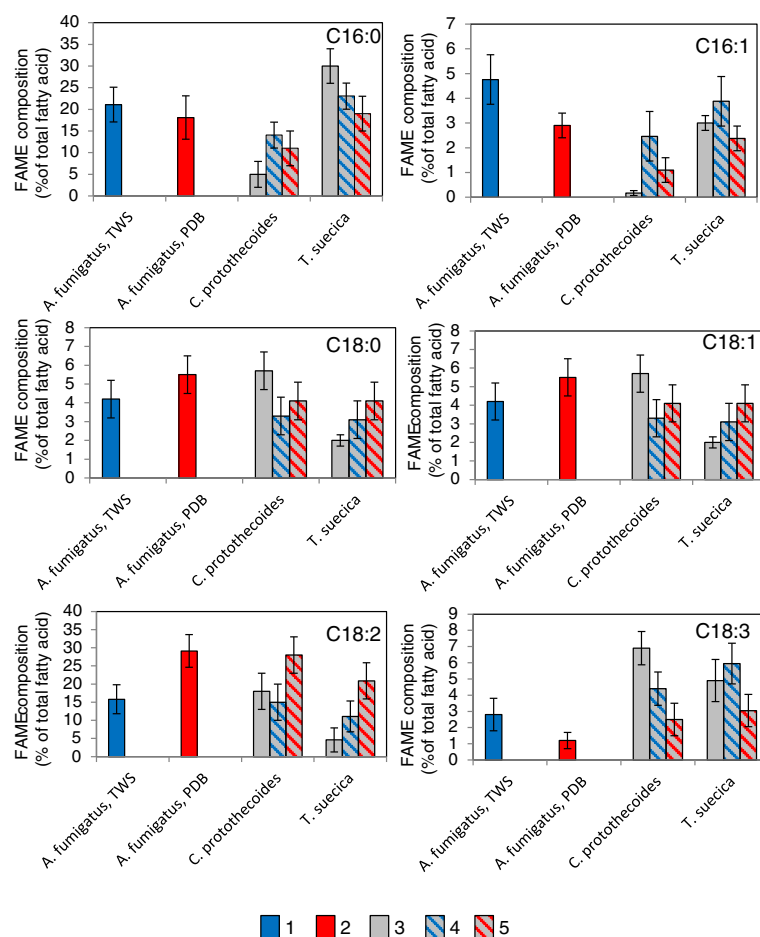 FAME composition
(%of total fatty acid)
40
35
30
25
20
15
10
5
0
C16:0
A. fumigatus, TWS
A. fumigatus, PDB
C. protothecoides
T. suecica
FAME composition
(%of total fatty acid)
7
6
5
4
3
2
1
0
C16:1
A. fumigatus, TWS
A. fumigatus, PDB
C. protothecoides
T. suecica
FAME composition
(%of total fatty acid)
8
7
6
5
4
3
2
1
0
C18:0
A. fumigatus, TWS
A. fumigatus, PDB
C. protothecoides
T. suecica
FAMEcomposition
(% of total fatty acid)
8
7
6
5
4
3
2
1
0
C18:1
A. fumigatus, TWS
A. fumigatus, PDB
C. protothecoides
T. suecica
FAMEcomposition
(% of total fatty acid)
40
35
30
25
20
15
10
5
0
C18:2
A. fumigatus, TWS
A. fumigatus, PDB
C. protothecoides
T. suecica
FAME composition
(%of total fatty acid)
9
8
7
6
5
4
3
2
1
0
C18:3
A. fumigatus, TWS
A. fumigatus, PDB
C. protothecoides
T. suecica
1 2 3 4 5